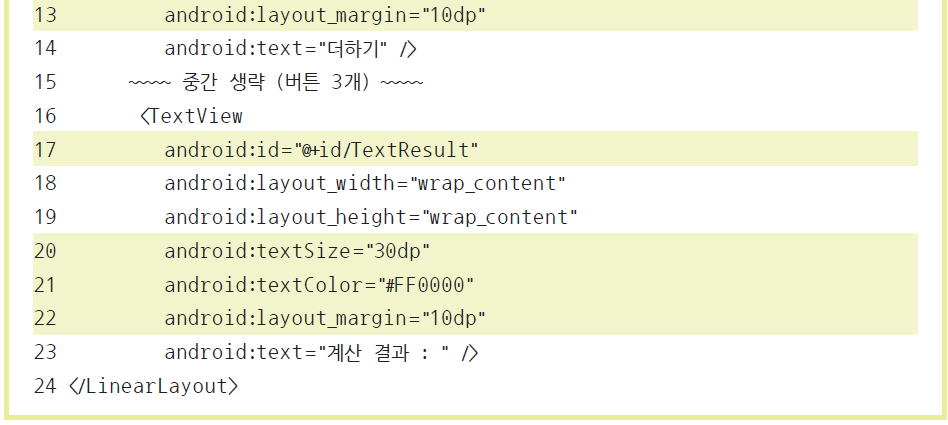 13 android:layout_margin="10dp"
14 android:text="더하기" />
15 ~~~~ 중간 생략 (버튼 3개) ~~~~
16 <TextView
17 android:id="@+id/TextResult"
18 android:layout_width="wrap_content"
19 android:layout_height="wrap_content"
20 android:textSize="30dp"
21 android:textColor="#FF0000"
22 android:layout_margin="10dp"
23 android:text="계산 결과 : " />
24 </LinearLayout>